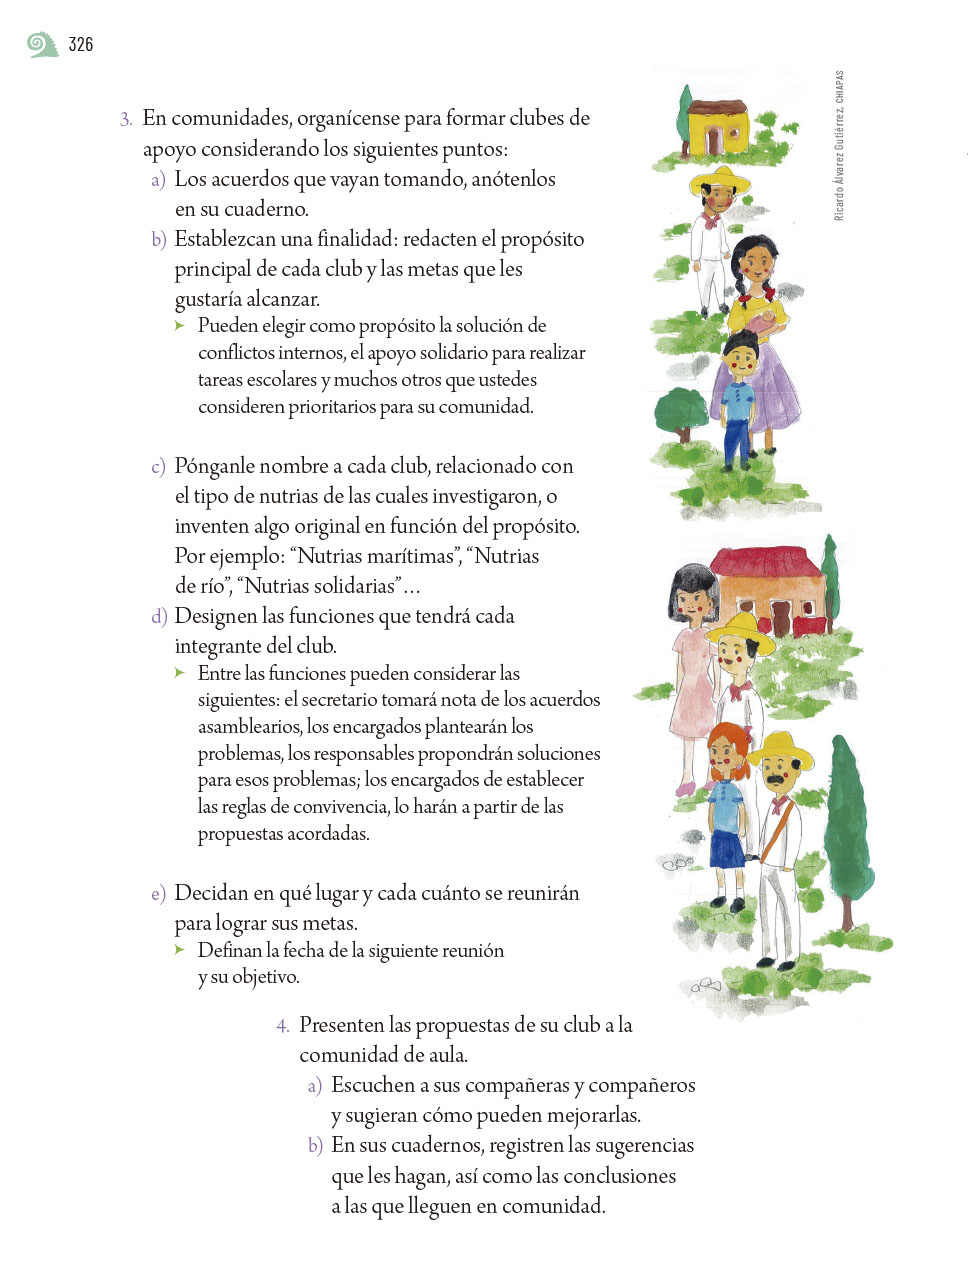 326
3. En comunidades, organícense para formar clubes de
apoyo considerando los siguientes puntos:
a) Los acuerdos que vayan tomando, anótenlos
en su cuaderno.
b) Establezcan una finalidad: redacten el propósito
principal de cada club y las metas que les
gustaría alcanzar.
➤ Pueden elegir como propósito la solución de
conflictos internos, el apoyo solidario para realizar
tareas escolares y muchos otros que ustedes
consideren prioritarios para su comunidad.
c) Pónganle nombre a cada club, relacionado con
el tipo de nutrias de las cuales investigaron, o
inventen algo original en función del propósito.
Por ejemplo: “Nutrias marítimas”, “Nutrias
de río”, “Nutrias solidarias”…
d) Designen las funciones que tendrá cada
integrante del club.
➤ Entre las funciones pueden considerar las
siguientes: el secretario tomará nota de los acuerdos
asamblearios, los encargados plantearán los
problemas, los responsables propondrán soluciones
para esos problemas; los encargados de establecer
las reglas de convivencia, lo harán a partir de las
propuestas acordadas.
e) Decidan en qué lugar y cada cuánto se reunirán
para lograr sus metas.
➤ Definan la fecha de la siguiente reunión
y su objetivo.
4. Presenten las propuestas de su club a la
comunidad de aula.
a) Escuchen a sus compañeras y compañeros
y sugieran cómo pueden mejorarlas.
b) En sus cuadernos, registren las sugerencias
que les hagan, así como las conclusiones
a las que lleguen en comunidad.
Ricardo Álvarez Gutiérrez, CHIAPAS